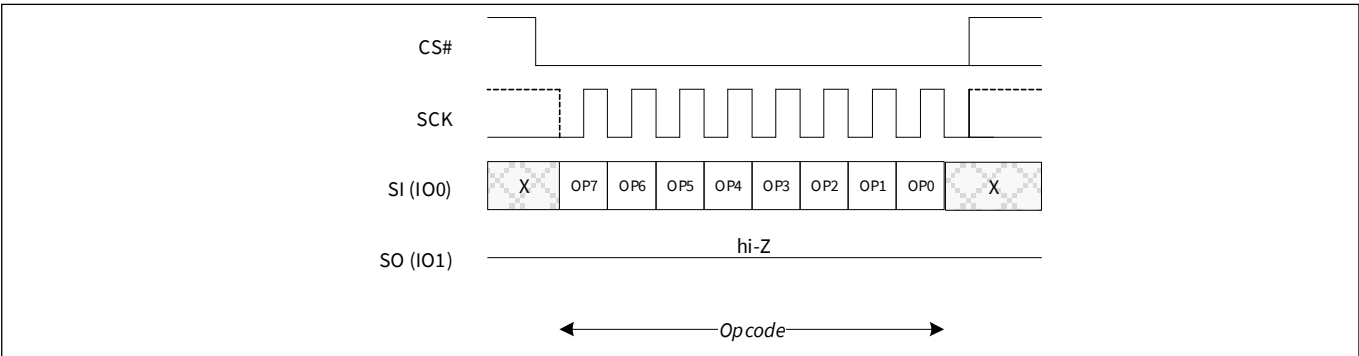 CS#
SCK
SI (IO0)
X OP7 OP6 OP5 OP4 OP3 OP2 OP1 OP0 X
hi-Z
SO (IO1)
Opcode